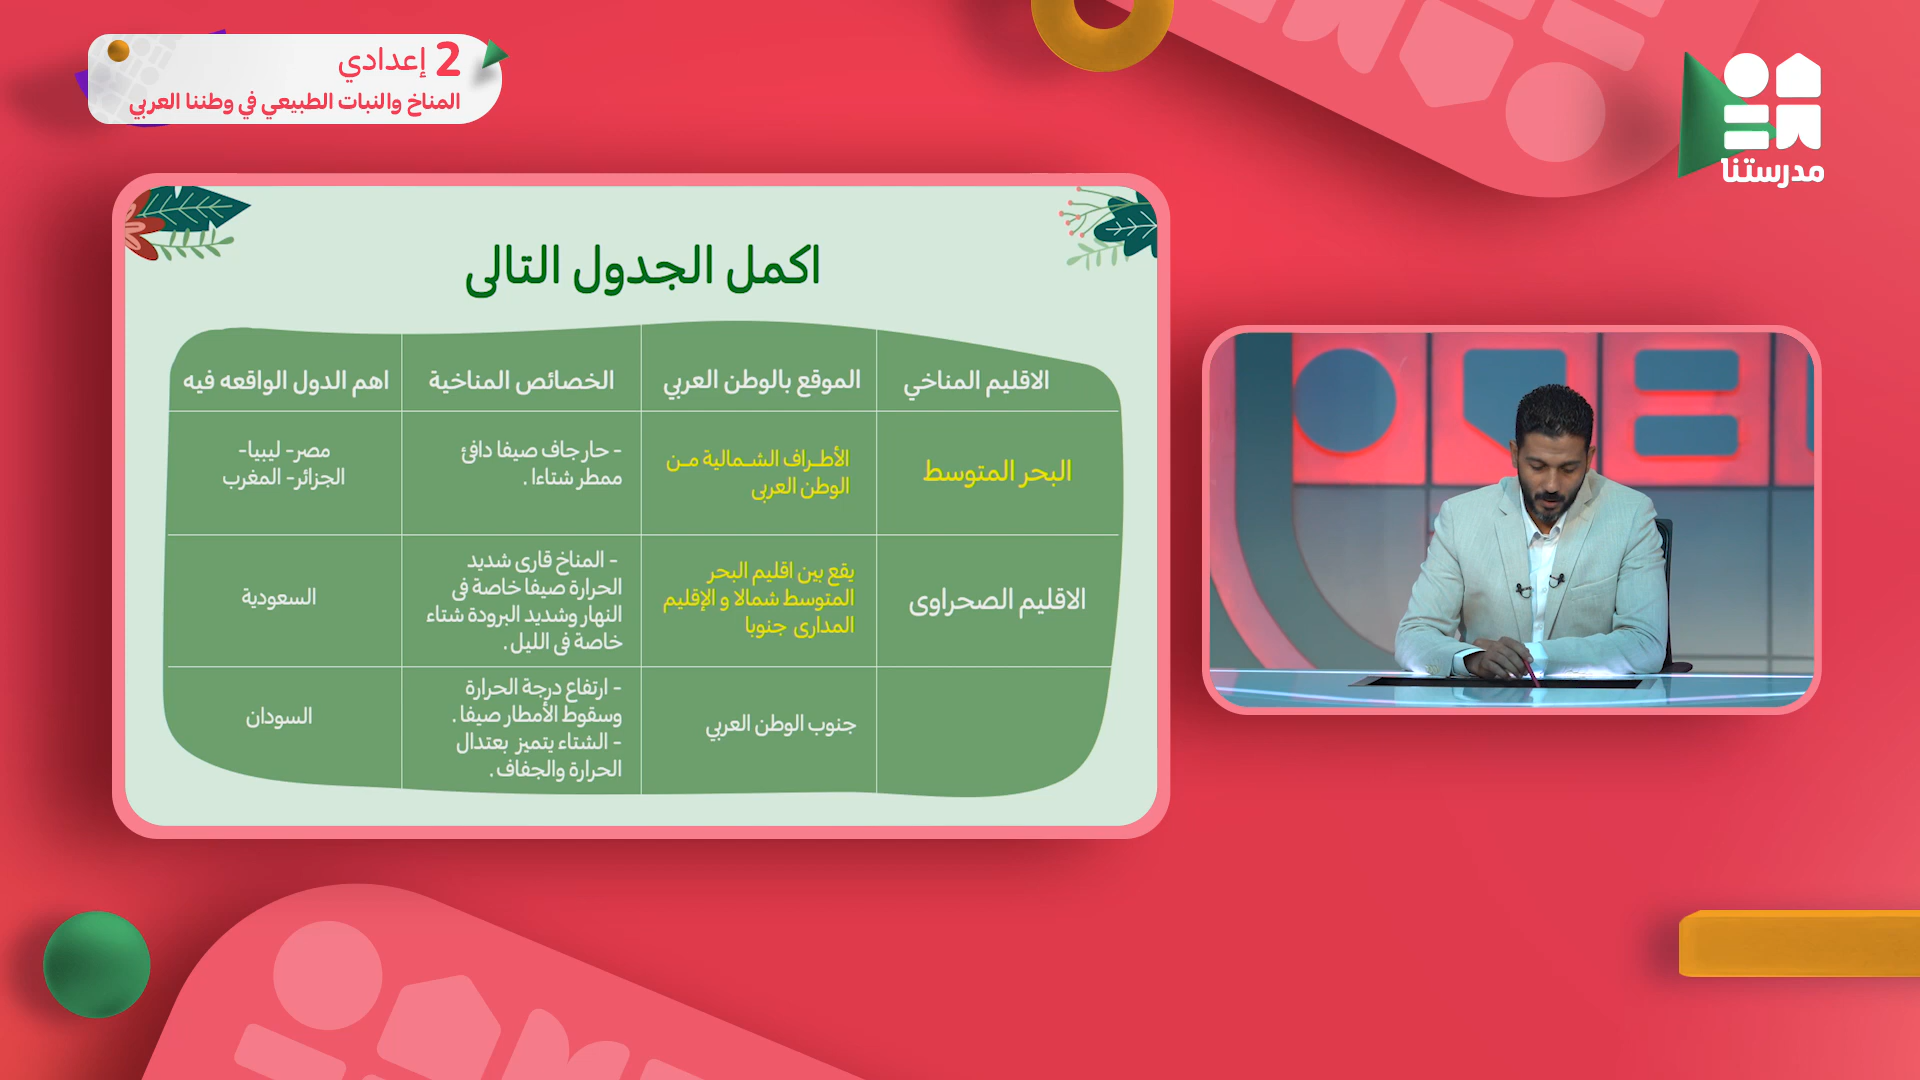 2 إعدادي
المناخ والنبات الطبيعي في وطننا العربي
مدرستنا
اكمل الجدول التالى
الاقليم المناخي
الموقع بالوطن العربي
الخصائص المناخية
اهم الدول الواقعه فيه
البحر المتوسط
الأطـراف الشـمالية مـن
الوطن العربى
- حار جاف صيفا دافئ
ممطر شتاءا .
مصر- ليبيا-
الجزائر- المغرب
الاقليم الصحراوى
يقع بين اقليم البحر
المتوسط شمالا و الإقليم
المدارى جنوبا
- المناخ قارى شديد
الحرارة صيفا خاصة فى
النهار وشديد البرودة شتاء
خاصة فى الليل .
السعودية
جنوب الوطن العربي
- ارتفاع درجة الحرارة
وسقوط الأمطار صيفا .
- الشتاء يتميز بعتدال
الحرارة والجفاف .
السودان